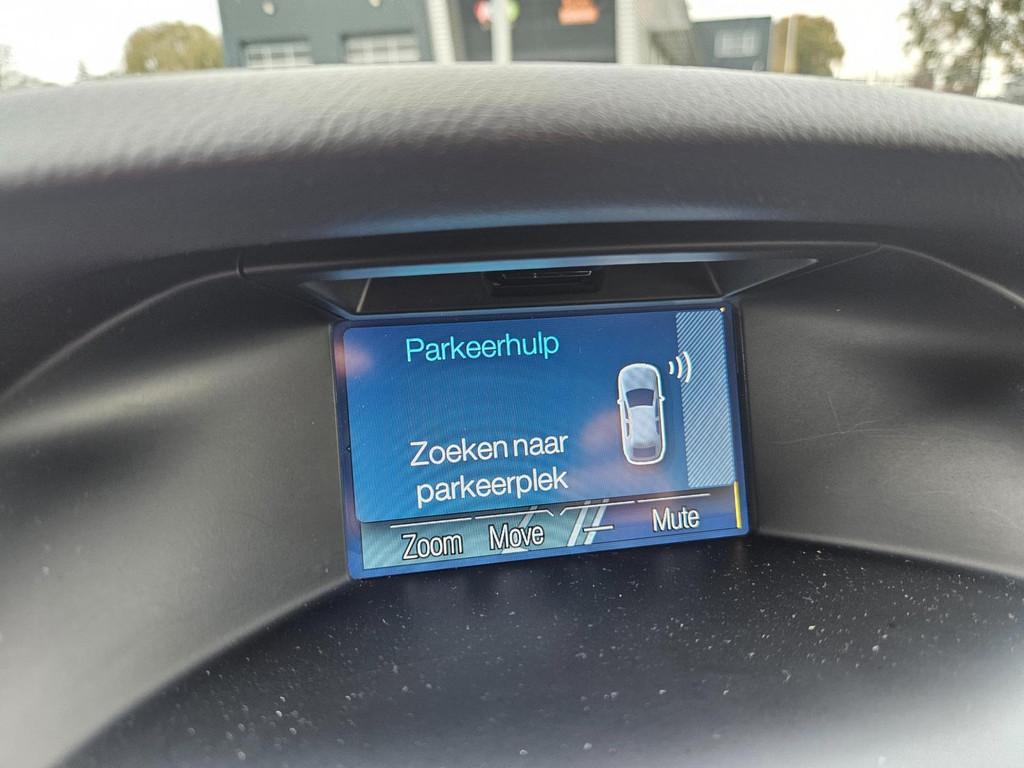 Parkeerhulp
Zoeken naar
parkeerplek
Zoom Move Mute